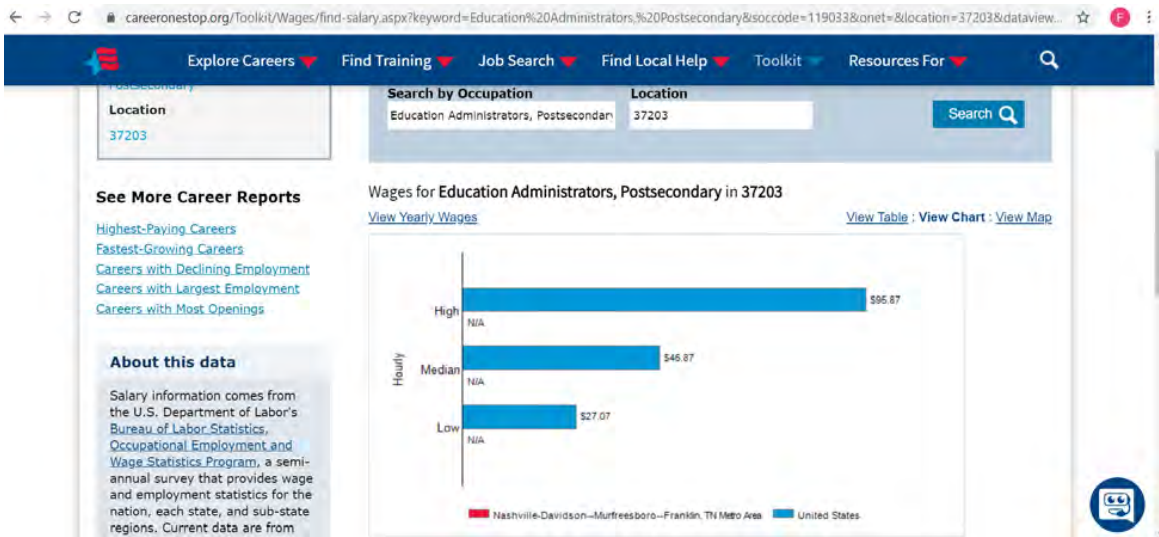 careeronestop.org/Toolkit/Wages/find-salary.aspx?keyword=Education%20Administrators,%20Postsecondary&soccode=119033&onet=&location=37203&dataview...
F
Explore Careers
Find Training
Job Search
Find Local Help
Toolkit
Resources For
Postsecondary
Location
37203
Search by Occupation
Location
Education Administrators, Postsecondar
37203
Search
See More Career Reports
Highest-Paying Careers
Fastest-Growing Careers
Careers with Declining Employment
Careers with Largest Employment
Careers with Most Openings
About this data
Salary information comes from
the U.S. Department of Labor's
Bureau of Labor Statistics,
Occupational Employment and
Wage Statistics Program, a semi-
annual survey that provides wage
and employment statistics for the
nation, each state, and sub-state
regions. Current data are from
Wages for Education Administrators, Postsecondary in 37203
View Yearly Wages
View Table : View Chart : View Map
Hourly
High
$95.87
N/A
Median
$46.87
N/A
Low
$27.07
N/A
Nashville-Davidson--Murfreesboro--Franklin, TN Metro Area
United States